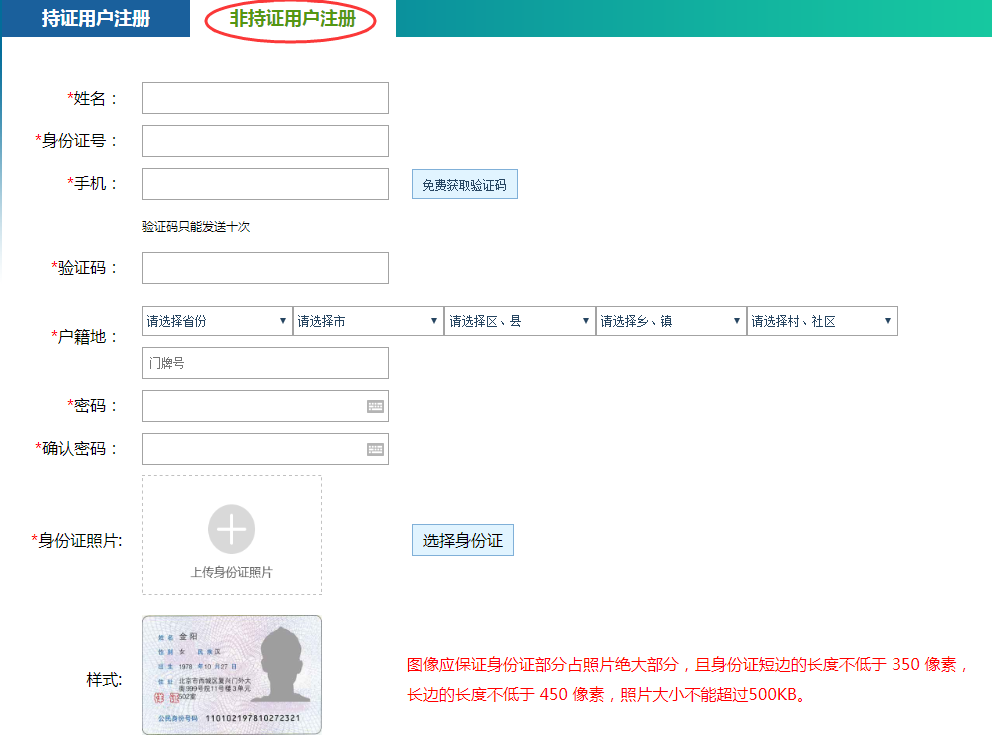 持证用户注册 非持证用户注册
*姓名：
*身份证号：
*手机： 免费获取验证码
验证码只能发送十次
*验证码：
*户籍地： 请选择省份 请选择市 请选择区、县 请选择乡、镇 请选择村、社区
门牌号
*密码：
*确认密码：
*身份证照片: 上传身份证照片 选择身份证
样式:
姓名 金阳
性别 女 民族 汉
出生 1978 年 10 月 27 日
住址 北京市西城区复兴门外大
街999号院11号楼3单元
502室
公民身份号码 110102197810272321
图像应保证身份证部分占照片绝大部分，且身份证短边的长度不低于 350 像素，
长边的长度不低于 450 像素，照片大小不能超过500KB。